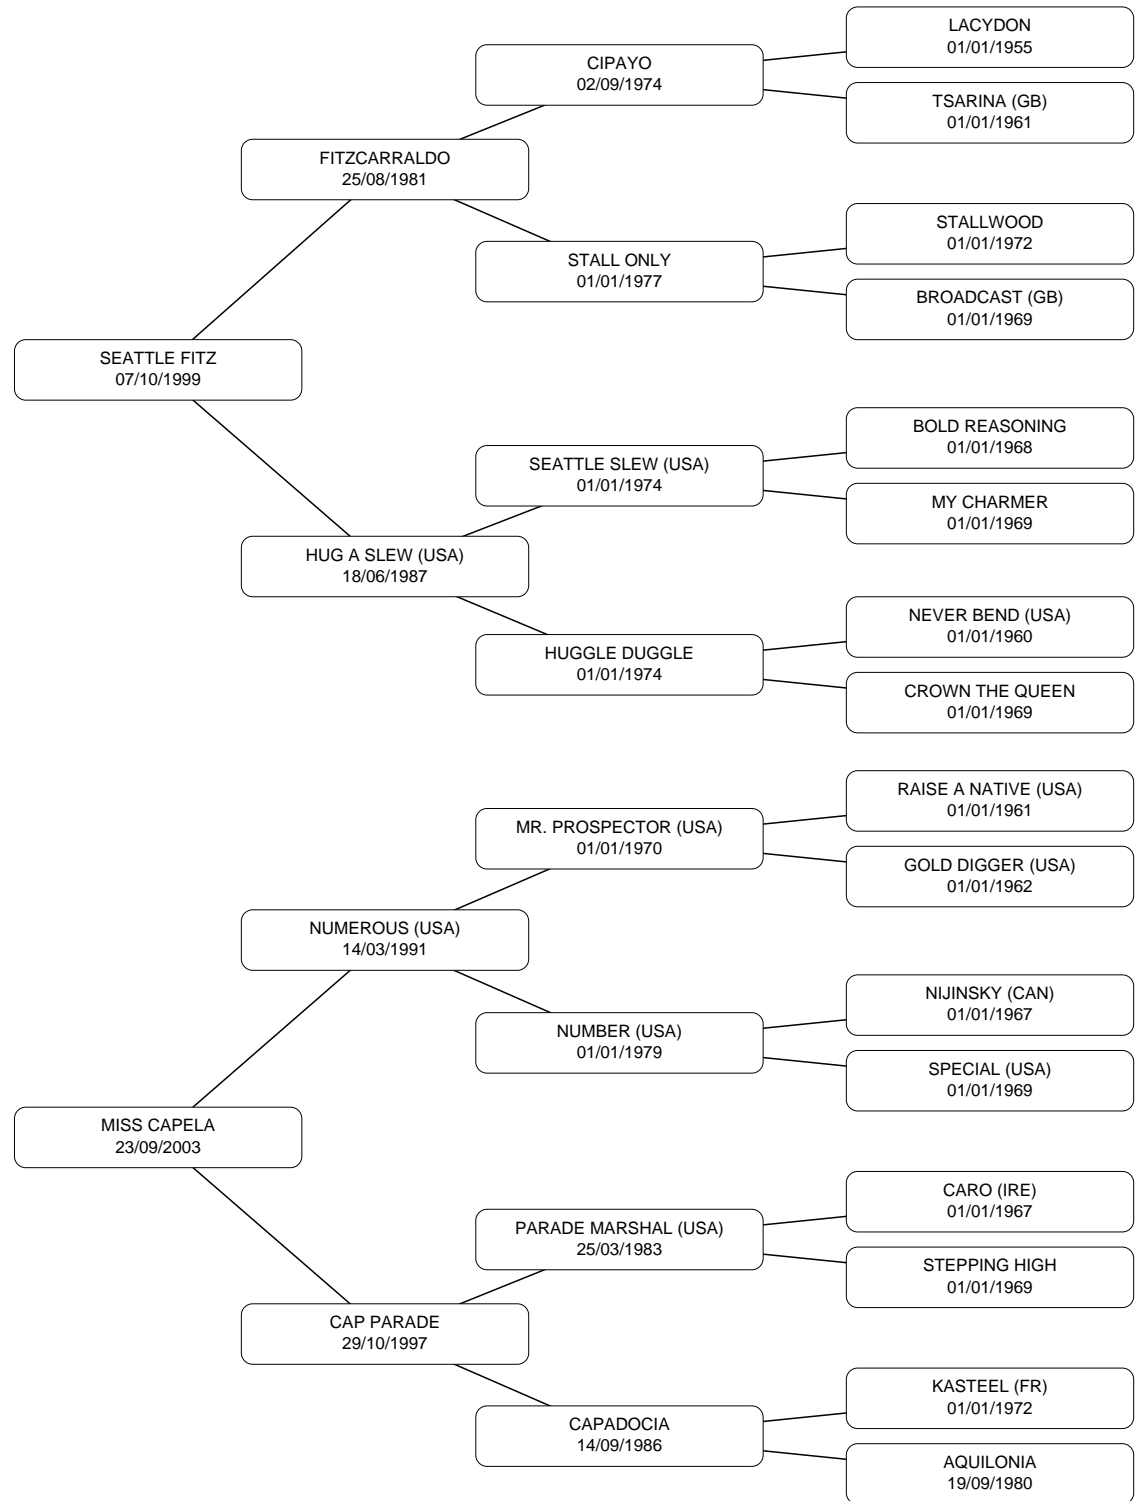 LACYDON
01/01/1955
CIPAYO
02/09/1974
TSARINA (GB)
01/01/1961
FITZCARRALDO
25/08/1981
STALLWOOD
01/01/1972
STALL ONLY
01/01/1977
BROADCAST (GB)
01/01/1969
SEATTLE FITZ
07/10/1999
BOLD REASONING
01/01/1968
SEATTLE SLEW (USA)
01/01/1974
MY CHARMER
01/01/1969
HUG A SLEW (USA)
18/06/1987
NEVER BEND (USA)
01/01/1960
HUGGLE DUGGLE
01/01/1974
CROWN THE QUEEN
01/01/1969
RAISE A NATIVE (USA)
01/01/1961
MR. PROSPECTOR (USA)
01/01/1970
GOLD DIGGER (USA)
01/01/1962
NUMEROUS (USA)
14/03/1991
NIJINSKY (CAN)
01/01/1967
NUMBER (USA)
01/01/1979
SPECIAL (USA)
01/01/1969
MISS CAPELA
23/09/2003
CARO (IRE)
01/01/1967
PARADE MARSHAL (USA)
25/03/1983
STEPPING HIGH
01/01/1969
CAP PARADE
29/10/1997
KASTEEL (FR)
01/01/1972
CAPADOCIA
14/09/1986
AQUILONIA
19/09/1980